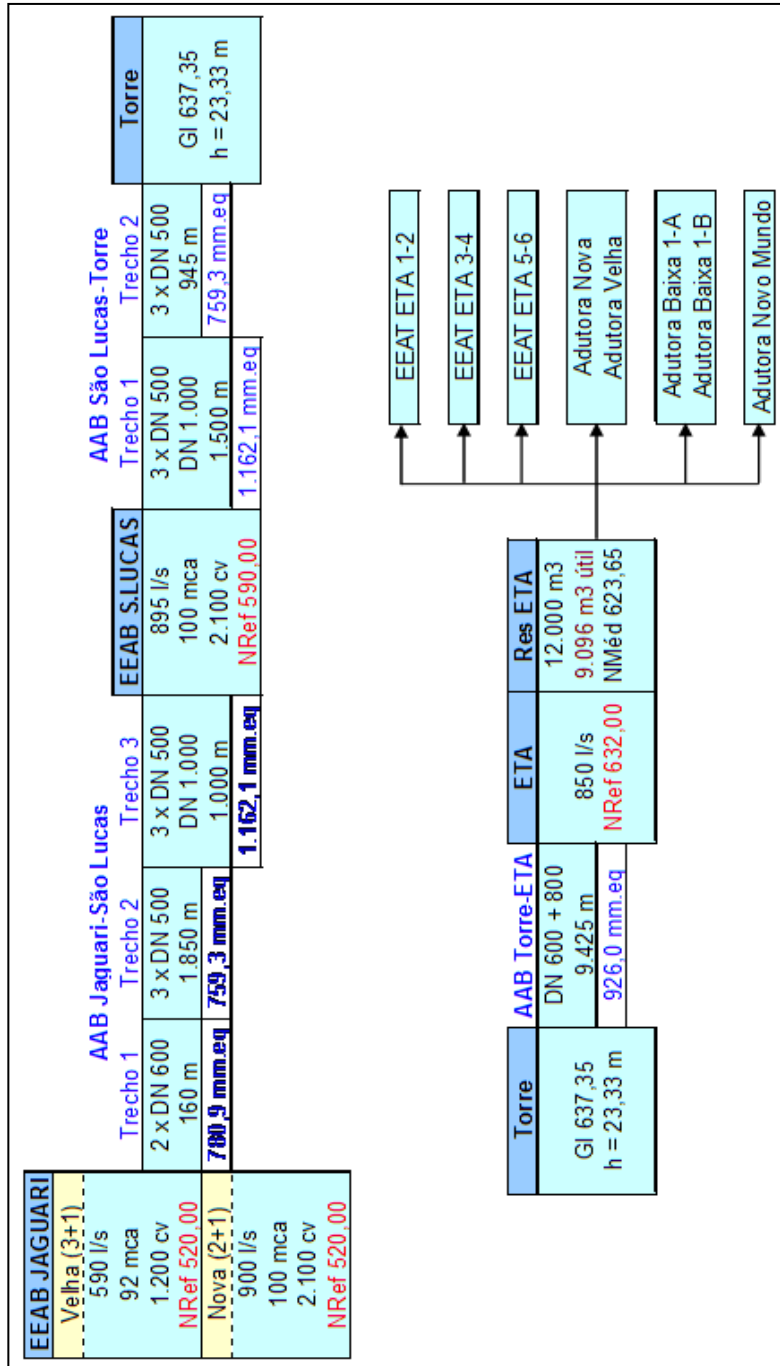 EEAB JAGUARI
Velha (3+1)
590 l/s
92 mca
1.200 cv
NRef 520,00
Nova (2+1)
900 l/s
100 mca
2.100 cv
NRef 520,00
AAB Jaguari-São Lucas
Trecho 1
2 x DN 600
160 m
780,9 mm.eq
Trecho 2
3 x DN 500
1.850 m
759,3 mm.eq
Trecho 3
3 x DN 500
DN 1.000
1.000 m
1.162,1 mm.eq
EEAB S.LUCAS
895 l/s
100 mca
2.100 cv
NRef 590,00
AAB São Lucas-Torre
Trecho 1
3 x DN 500
DN 1.000
1.500 m
1.162,1 mm.eq
Trecho 2
3 x DN 500
945 m
759,3 mm.eq
Torre
GI 637,35
h = 23,33 m
Torre
GI 637,35
h = 23,33 m
AAB Torre-ETA
DN 600 + 800
9.425 m
926,0 mm.eq
ETA
850 l/s
NRef 632,00
Res ETA
12.000 m3
9.096 m3 útil
NMéd 623,65
EEAT ETA 1-2
EEAT ETA 3-4
EEAT ETA 5-6
Adutora Nova
Adutora Velha
Adutora Baixa 1-A
Adutora Baixa 1-B
Adutora Novo Mundo